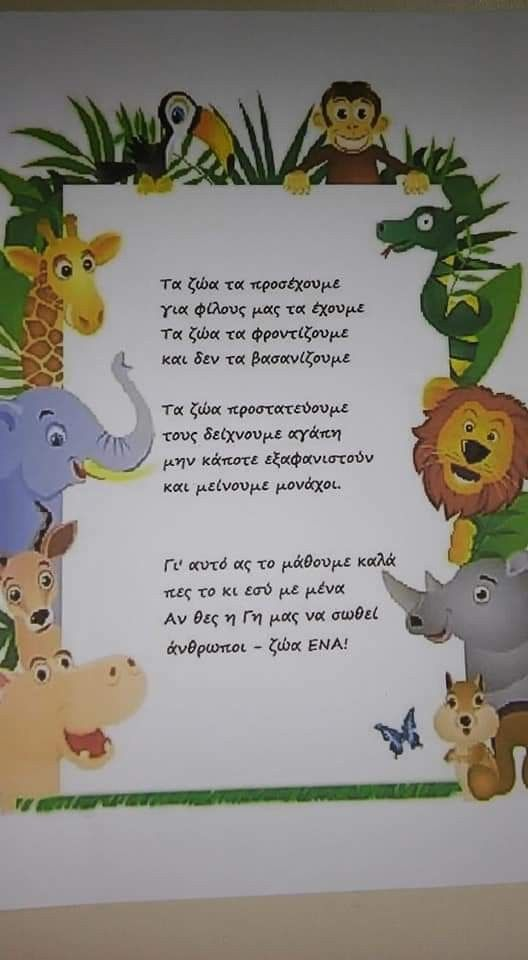 Τα ζώα τα προσέχουμε
για φίλους μας τα έχουμε
Τα ζώα τα φροντίζουμε
και δεν τα βασανίζουμε
Τα ζώα προστατεύουμε
τους δείχνουμε αγάπη
μην κάποτε εξαφανιστούν
και μείνουμε μονάχοι.
Γι' αυτό ας το μάθουμε καλά
πες το κι εσύ με μένα
Αν θες η Γη μας να σωθεί
άνθρωποι – ζώα ΕΝΑ!